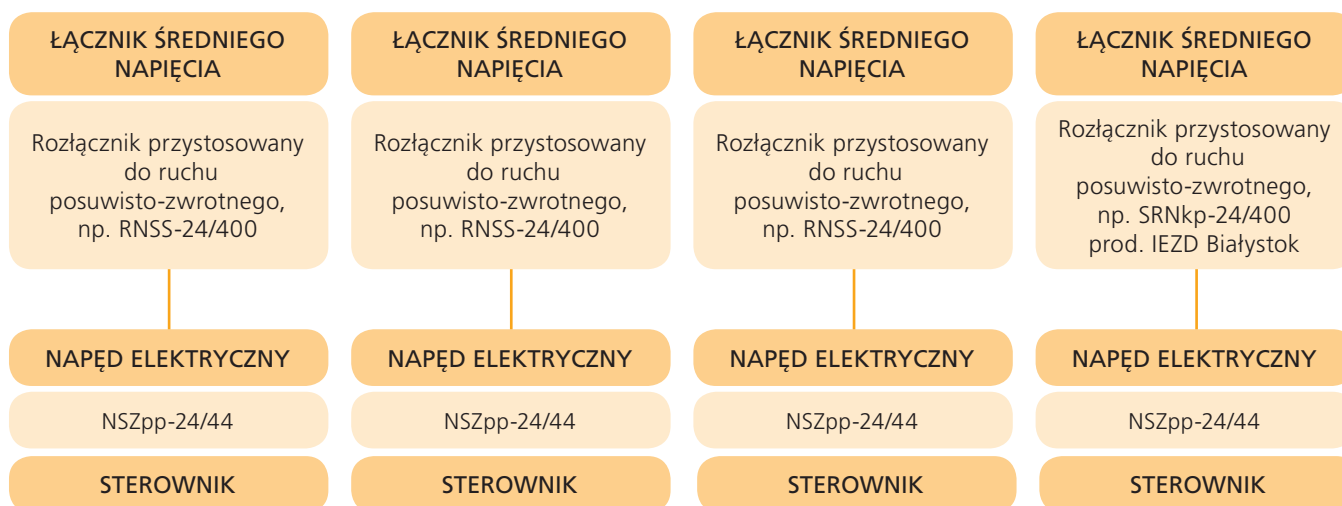 ŁĄCZNIK ŚREDNIEGO
NAPIĘCIA
Rozłącznik przystosowany
do ruchu
posuwisto-zwrotnego,
np. RNSS-24/400
NAPĘD ELEKTRYCZNY
NSZpp-24/44
STEROWNIK
ŁĄCZNIK ŚREDNIEGO
NAPIĘCIA
Rozłącznik przystosowany
do ruchu
posuwisto-zwrotnego,
np. RNSS-24/400
NAPĘD ELEKTRYCZNY
NSZpp-24/44
STEROWNIK
ŁĄCZNIK ŚREDNIEGO
NAPIĘCIA
Rozłącznik przystosowany
do ruchu
posuwisto-zwrotnego,
np. RNSS-24/400
NAPĘD ELEKTRYCZNY
NSZpp-24/44
STEROWNIK
ŁĄCZNIK ŚREDNIEGO
NAPIĘCIA
Rozłącznik przystosowany
do ruchu
posuwisto-zwrotnego,
np. SRNkp-24/400
prod. IEZD Białystok
NAPĘD ELEKTRYCZNY
NSZpp-24/44
STEROWNIK